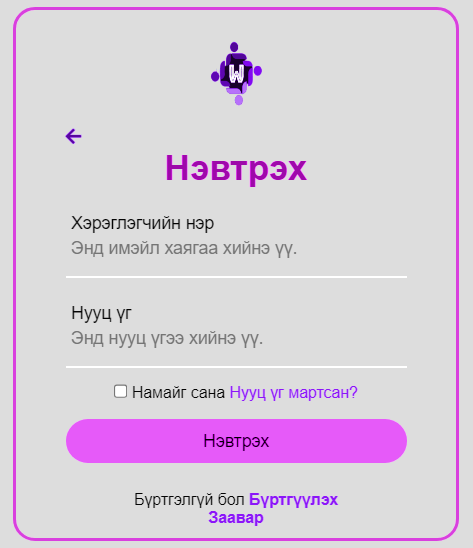 W
Нэвтрэх
Хэрэглэгчийн нэр
Энд имэйл хаягаа хийнэ үү.
Нууц үг
Энд нууц үгээ хийнэ үү.
Намайг сана Нууц үг мартсан?
Нэвтрэх
Бүртгэлгүй бол Бүртгүүлэх
Заавар